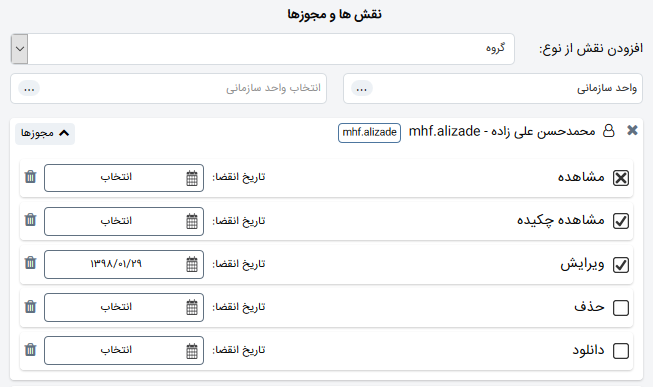 نقش ها و مجوزها
افزودن نقش از نوع: گروه
واحد سازمانی ... انتخاب واحد سازمانی ...
محمدحسن علی زاده - mhf.alizade mhf.alizade مجوزها
مشاهده تاریخ انقضا: انتخاب
مشاهده چکیده تاریخ انقضا: انتخاب
ویرایش تاریخ انقضا: ۱۳۹۸/۰۱/۲۹
حذف تاریخ انقضا: انتخاب
دانلود تاریخ انقضا: انتخاب